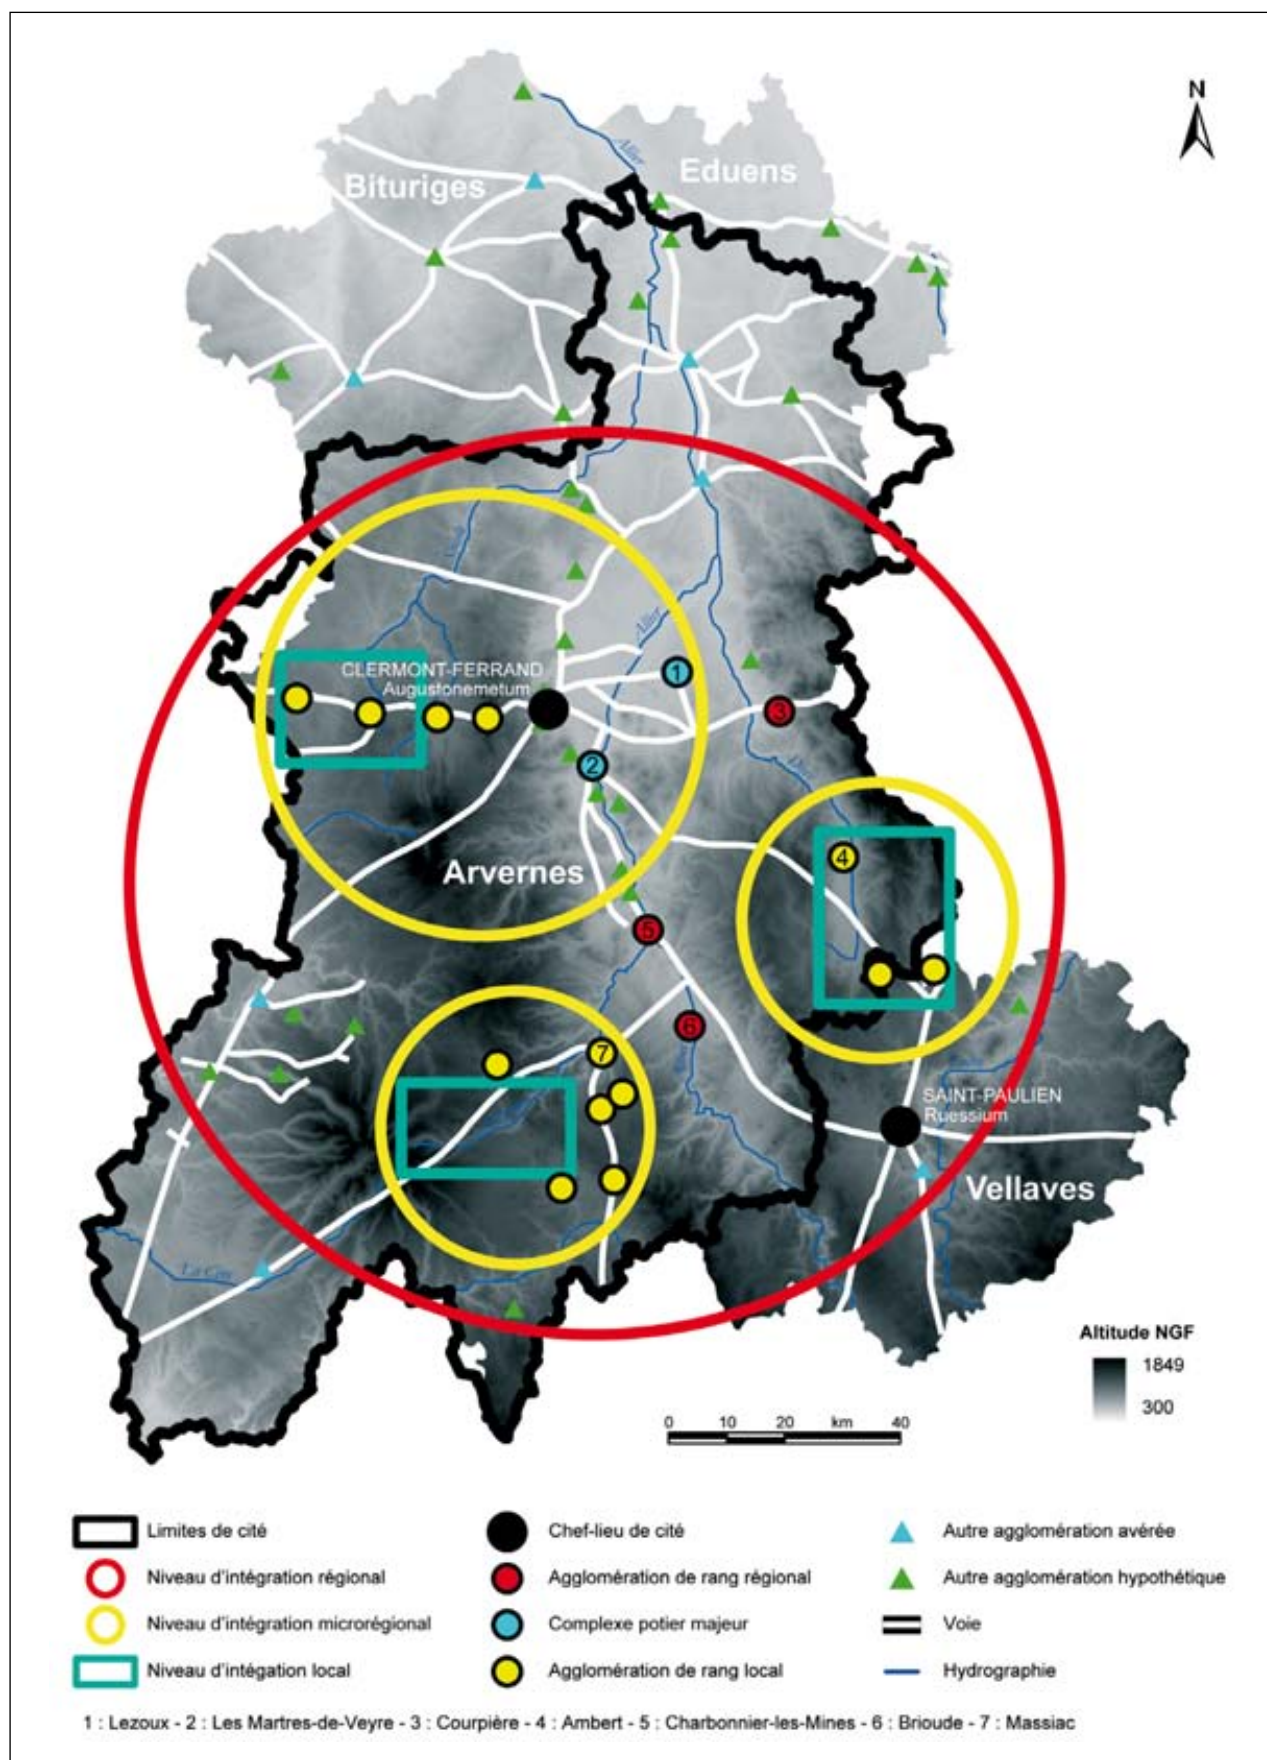 N
Allier
Bituriges
Eduens
Allier
CLERMONT-FERRAND
Augustonemetum
1
3
2
4
Arvernes
5
6
7
SAINT-PAULIEN
Ruessium
Vellaves
Altitude NGF
1849
300
0 10 20 km 40
Limites de cité
Niveau d'intégration régional
Niveau d'intégration microrégional
Niveau d'intégation local
Chef-lieu de cité
Agglomération de rang régional
Complexe potier majeur
Agglomération de rang local
Autre agglomération avérée
Autre agglomération hypothétique
Voie
Hydrographie
1 : Lezoux - 2 : Les Martres-de-Veyre - 3 : Courpière - 4 : Ambert - 5 : Charbonnier-les-Mines - 6 : Brioude - 7 : Massiac